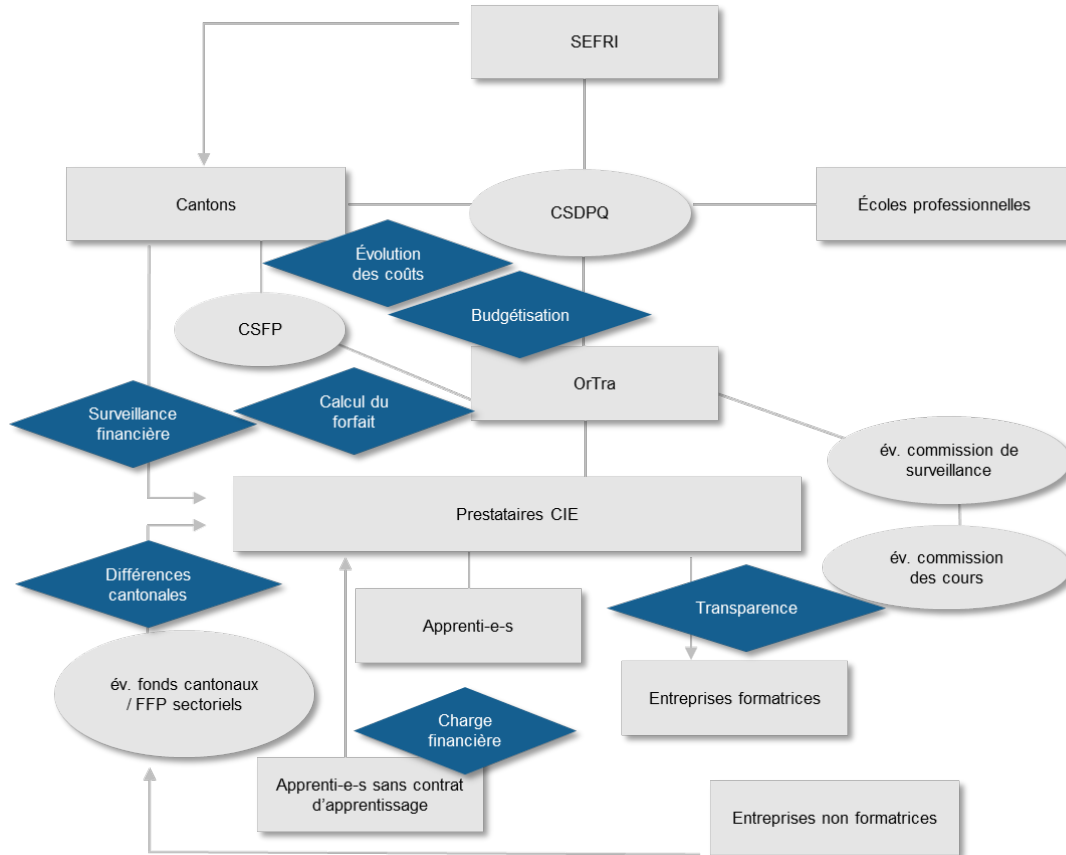 SEFRI
Cantons
CSDPQ
Écoles professionnelles
Évolution
des coûts
Budgétisation
CSFP
OrTra
Calcul du
forfait
Surveillance
financière
év. commission de
surveillance
Prestataires CIE
év. commission
des cours
Différences
cantonales
Transparence
Apprenti-e-s
év. fonds cantonaux
/ FFP sectoriels
Entreprises formatrices
Charge
financière
Apprenti-e-s sans contrat
d’apprentissage
Entreprises non formatrices